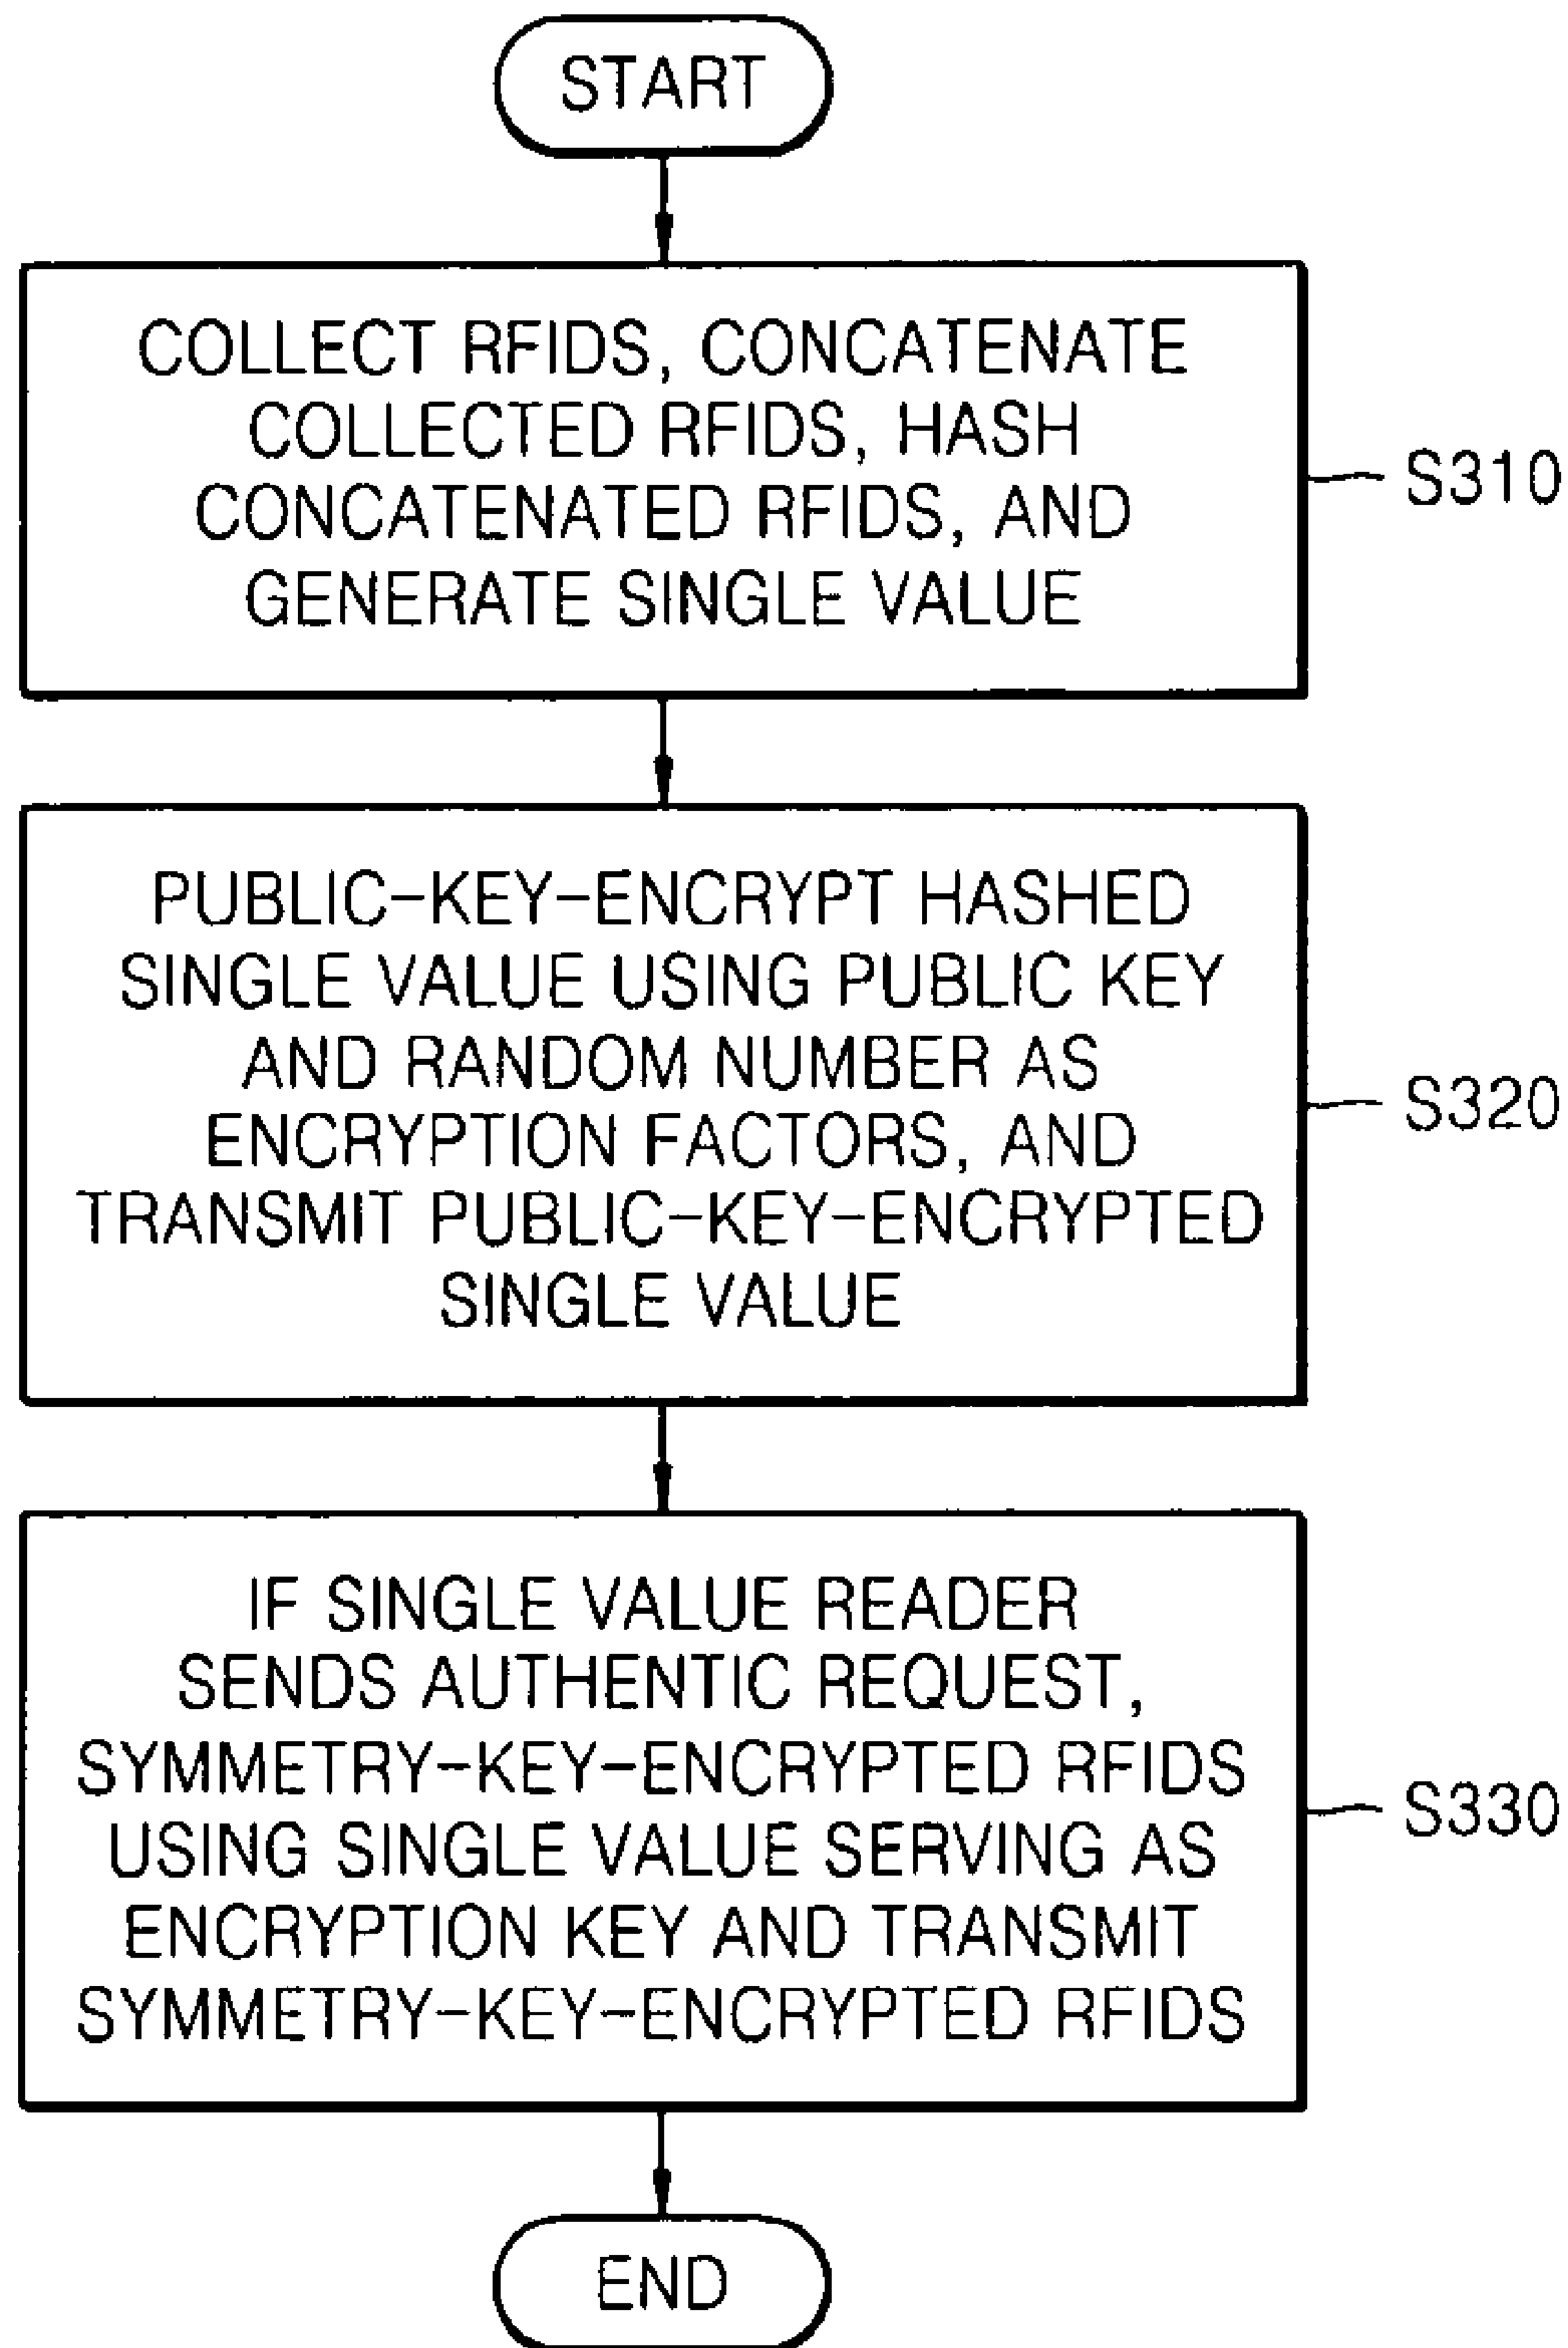 START
COLLECT RFIDS, CONCATENATE
COLLECTED RFIDS, HASH
CONCATENATED RFIDS, AND
GENERATE SINGLE VALUE
S310
PUBLIC-KEY-ENCRYPT HASHED
SINGLE VALUE USING PUBLIC KEY
AND RANDOM NUMBER AS
ENCRYPTION FACTORS, AND
TRANSMIT PUBLIC-KEY-ENCRYPTED
SINGLE VALUE
S320
IF SINGLE VALUE READER
SENDS AUTHENTIC REQUEST,
SYMMETRY-KEY-ENCRYPTED RFIDS
USING SINGLE VALUE SERVING AS
ENCRYPTION KEY AND TRANSMIT
SYMMETRY-KEY-ENCRYPTED RFIDS
S330
END